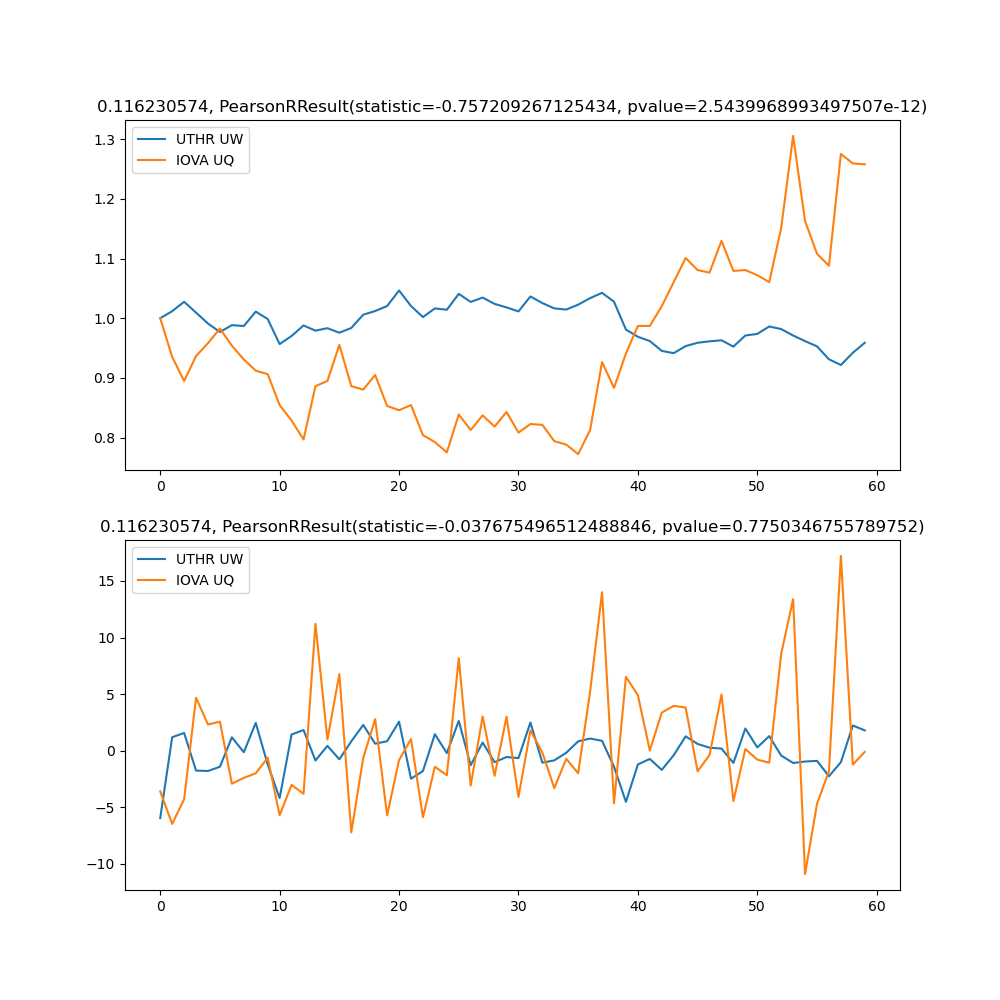 0.116230574, PearsonRResult(statistic=-0.757209267125434, pvalue=2.5439968993497507e-12)
UTHR UW
IOVA UQ
1.3
1.2
1.1
1.0
0.9
0.8
0 10 20 30 40 50 60
0.116230574, PearsonRResult(statistic=-0.037675496512488846, pvalue=0.7750346755789752)
UTHR UW
IOVA UQ
15
10
5
0
−5
−10
0 10 20 30 40 50 60